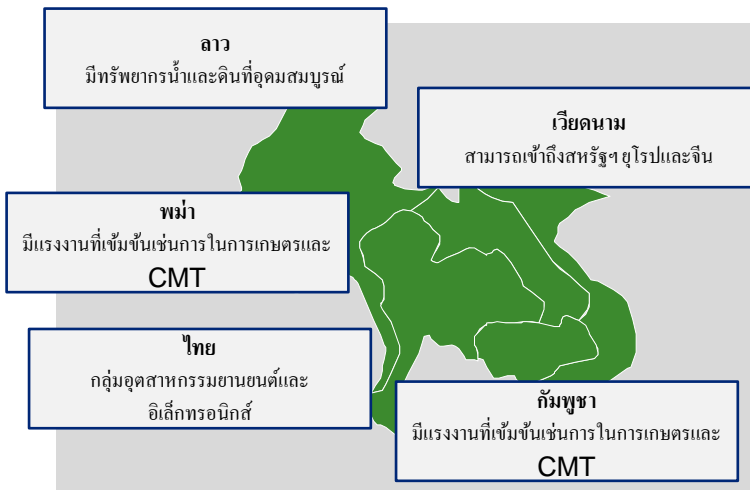 ลาว
มีทรัพยากรน้ำและดินที่อุดมสมบูรณ์
เวียดนาม
สามารถเข้าถึงสหรัฐฯ ยุโรปและจีน
พม่า
มีแรงงานที่เข้มข้นเช่นการในการเกษตรและ
CMT
ไทย
กลุ่มอุตสาหกรรมยานยนต์และ
อิเล็กทรอนิกส์
กัมพูชา
มีแรงงานที่เข้มข้นเช่นการในการเกษตรและ
CMT